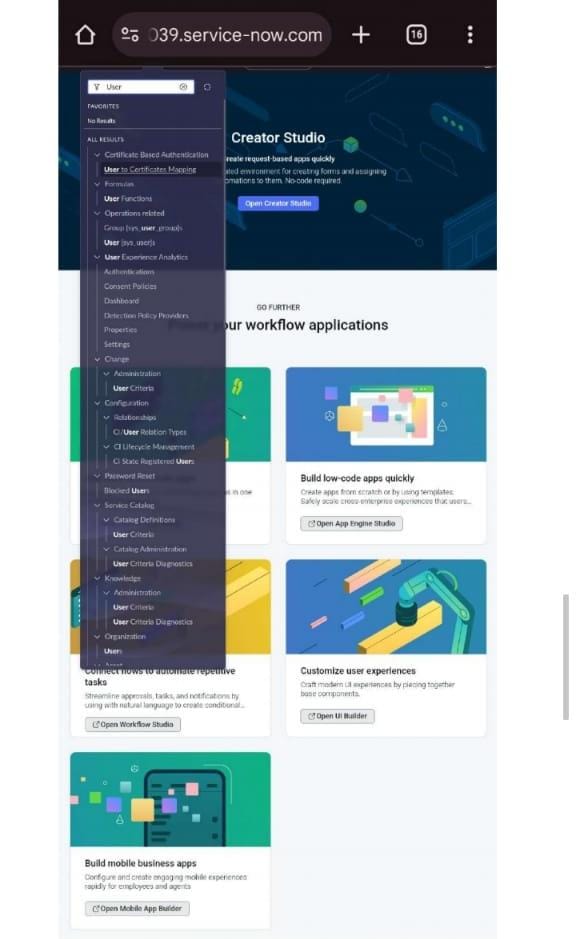 039.service-now.com
16
User
FAVORITES
No Results
ALL RESULTS
Certificate Based Authentication
User to Certificates Mapping
Formulas
User Functions
Operations related
Group [sys_user_group]s
User [sys_user]s
User Experience Analytics
Authentications
Consent Policies
Dashboard
Detection Policy Providers
Properties
Settings
Change
Administration
User Criteria
Configuration
Relationships
CI/User Relation Types
CI Lifecycle Management
CI State Registered Users
Password Reset
Blocked Users
Service Catalog
Catalog Definitions
User Criteria
Catalog Administration
User Criteria Diagnostics
Knowledge
Administration
User Criteria
User Criteria Diagnostics
Organization
Users
Creator Studio
reate request-based apps quickly
ated environment for creating forms and assigning
omations to them. No-code required.
Open Creator Studio
GO FURTHER
your workflow applications
s in one
Build low-code apps quickly
Create apps from scratch or by using templates.
Safely scale cross-enterprise experiences that users...
Open App Engine Studio
Connect flows to automate repetitive
tasks
Streamline approvals, tasks, and notifications by
using with natural language to create conditional...
Open Workflow Studio
Customize user experiences
Craft modern UI experiences by piecing together
base components.
Open UI Builder
Build mobile business apps
Configure and create engaging mobile experiences
rapidly for employees and agents
Open Mobile App Builder